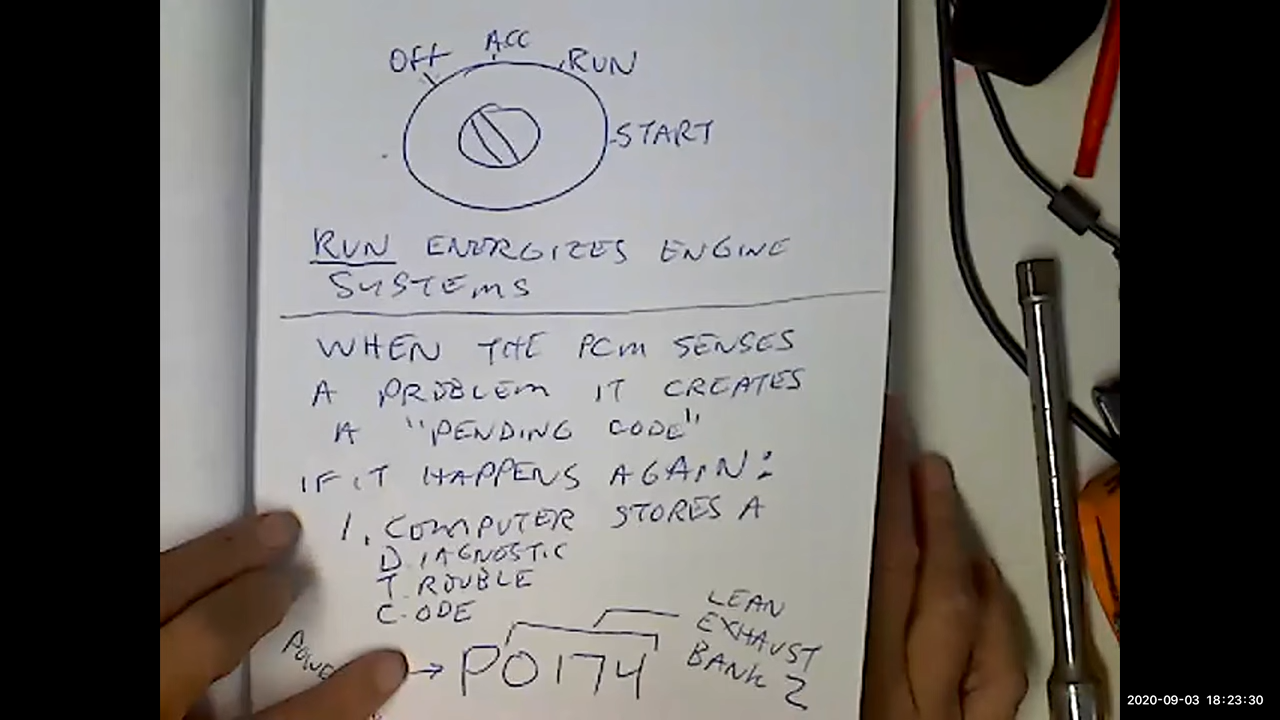 OFF ACC RUN
START
RUN ENERGIZES ENGINE
SYSTEMS
WHEN THE PCM SENSES
A PROBLEM IT CREATES
A "PENDING CODE"
IF IT HAPPENS AGAIN:
1. COMPUTER STORES A
D.IAGNOSTIC
T.ROUBLE
C.ODE
LEAN
EXHAUST
BANK 2
POWE
→ P0174
2020-09-03 18:23:30